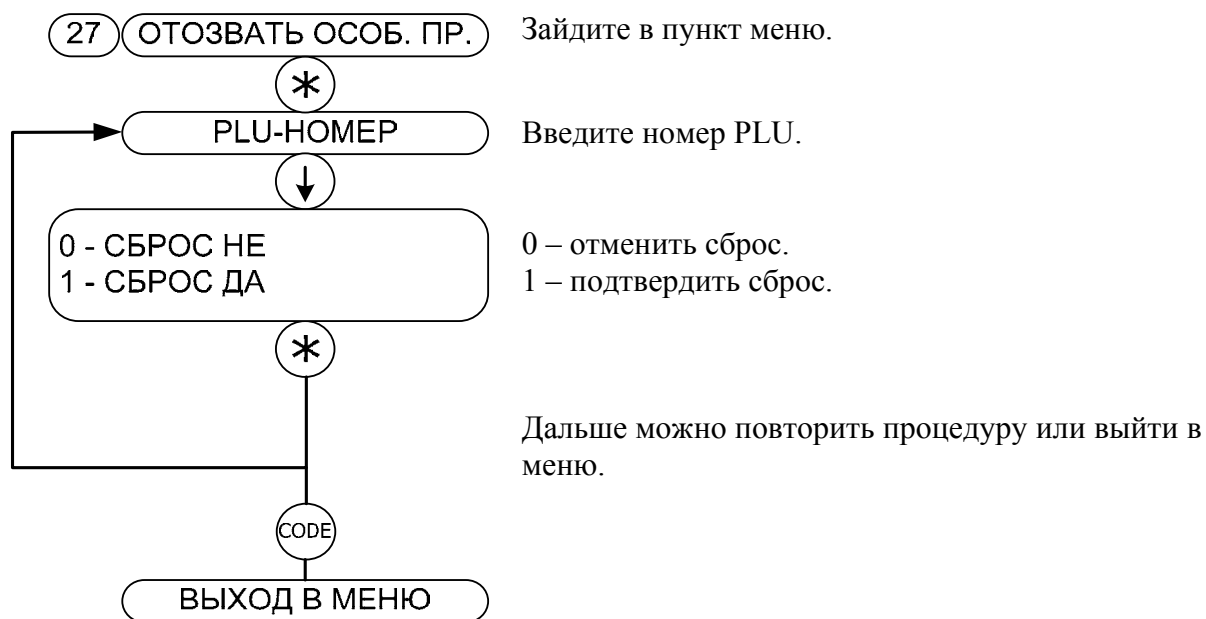 27 ОТОЗВАТЬ ОСОБ. ПР. Зайдите в пункт меню.
*
PLU-НОМЕР Введите номер PLU.
↓
0 - СБРОС НЕ 0 – отменить сброс.
1 - СБРОС ДА 1 – подтвердить сброс.
*
Дальше можно повторить процедуру или выйти в
меню.
CODE
ВЫХОД В МЕНЮ